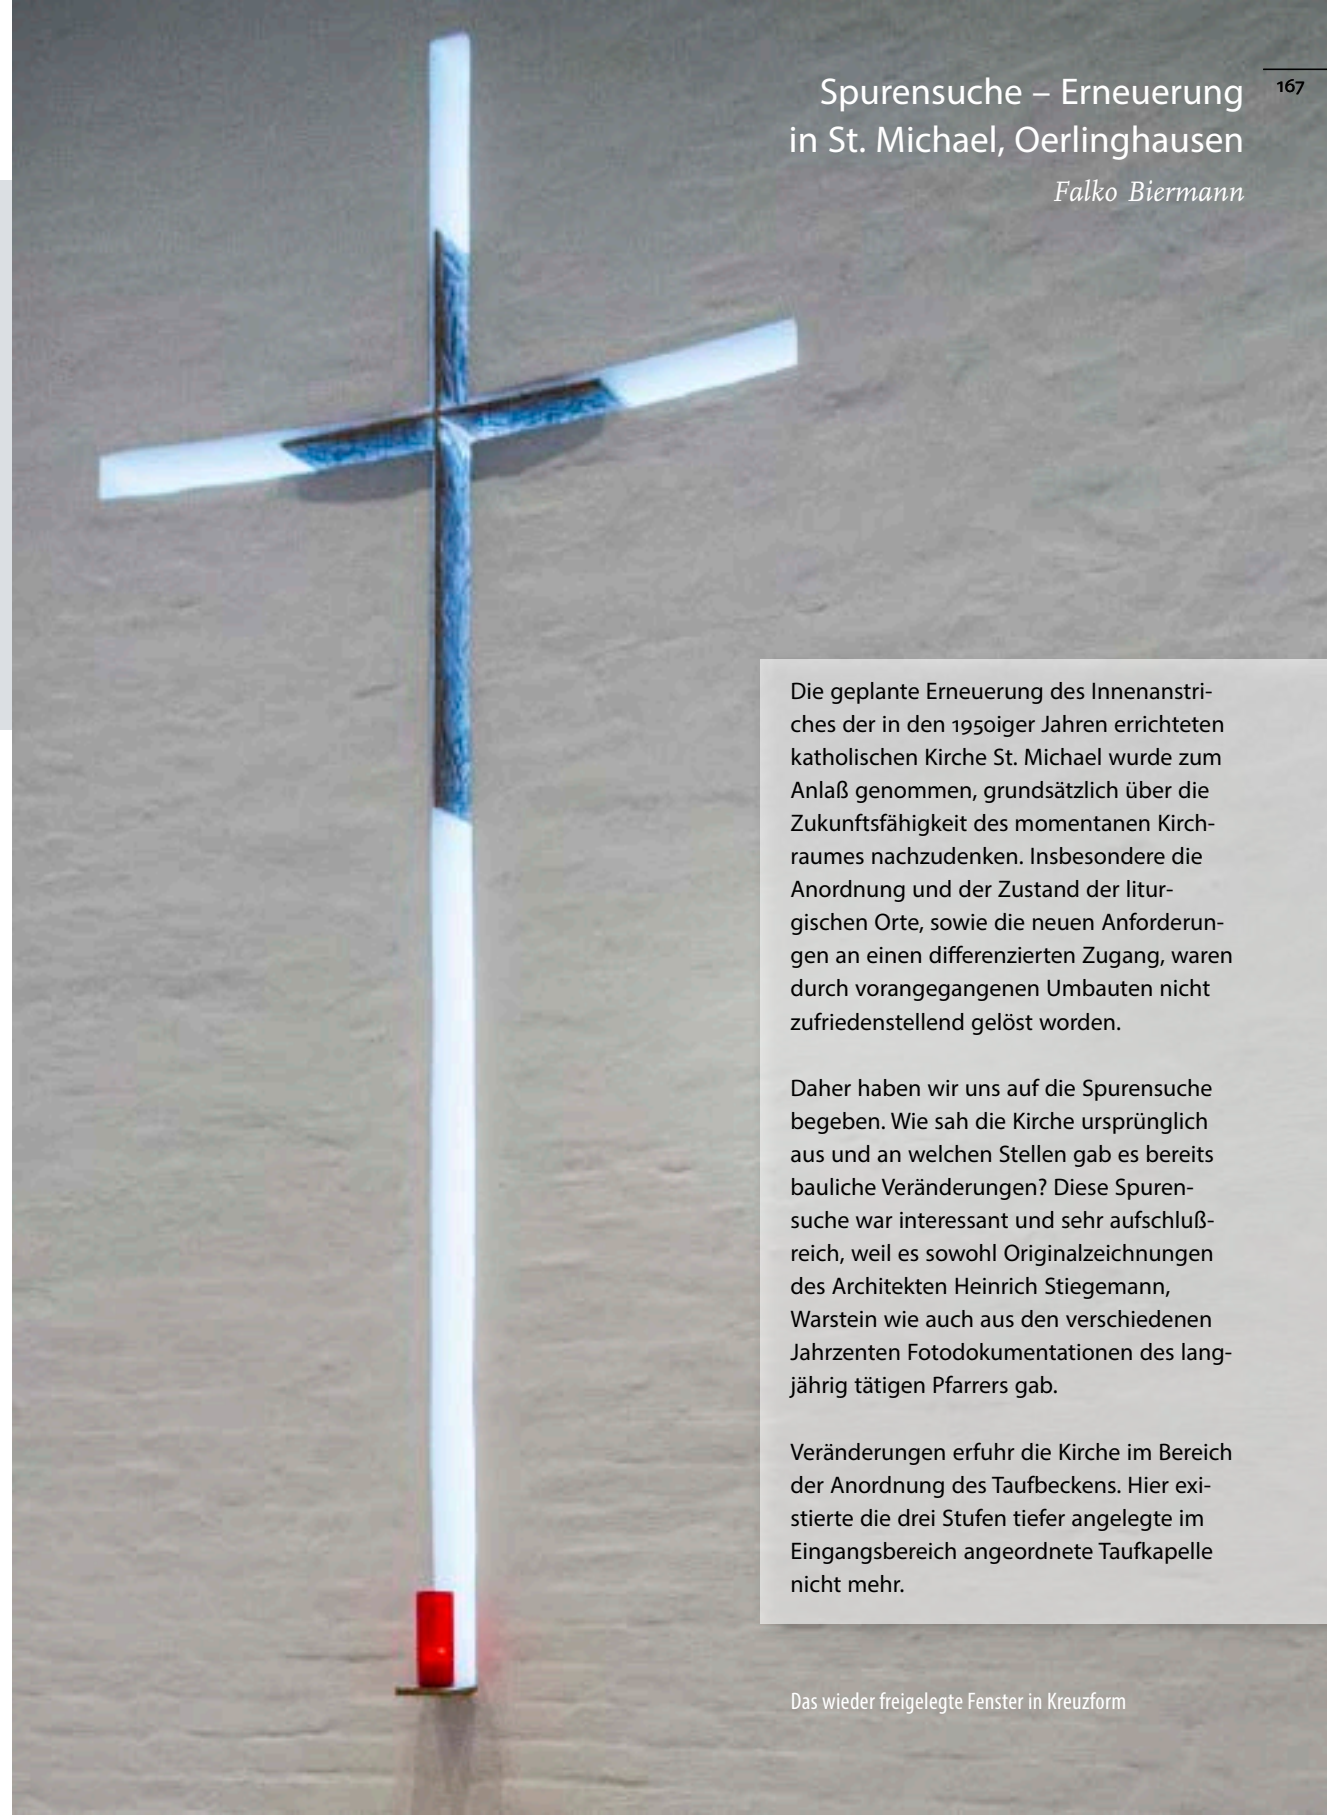 Spurensuche – Erneuerung
in St. Michael, Oerlinghausen
167
Falko Biermann
Die geplante Erneuerung des Innenanstri-
ches der in den 1950iger Jahren errichteten
katholischen Kirche St. Michael wurde zum
Anlaß genommen, grundsätzlich über die
Zukunftsfähigkeit des momentanen Kirch-
raumes nachzudenken. Insbesondere die
Anordnung und der Zustand der litur-
gischen Orte, sowie die neuen Anforderun-
gen an einen differenzierten Zugang, waren
durch vorangegangenen Umbauten nicht
zufriedenstellend gelöst worden.
Daher haben wir uns auf die Spurensuche
begeben. Wie sah die Kirche ursprünglich
aus und an welchen Stellen gab es bereits
bauliche Veränderungen? Diese Spuren-
suche war interessant und sehr aufschluß-
reich, weil es sowohl Originalzeichnungen
des Architekten Heinrich Stiegemann,
Warstein wie auch aus den verschiedenen
Jahrzenten Fotodokumentationen des lang-
jährig tätigen Pfarrers gab.
Veränderungen erfuhr die Kirche im Bereich
der Anordnung des Taufbeckens. Hier exi-
stierte die drei Stufen tiefer angelegte im
Eingangsbereich angeordnete Taufkapelle
nicht mehr.
Das wieder freigelegte Fenster in Kreuzform